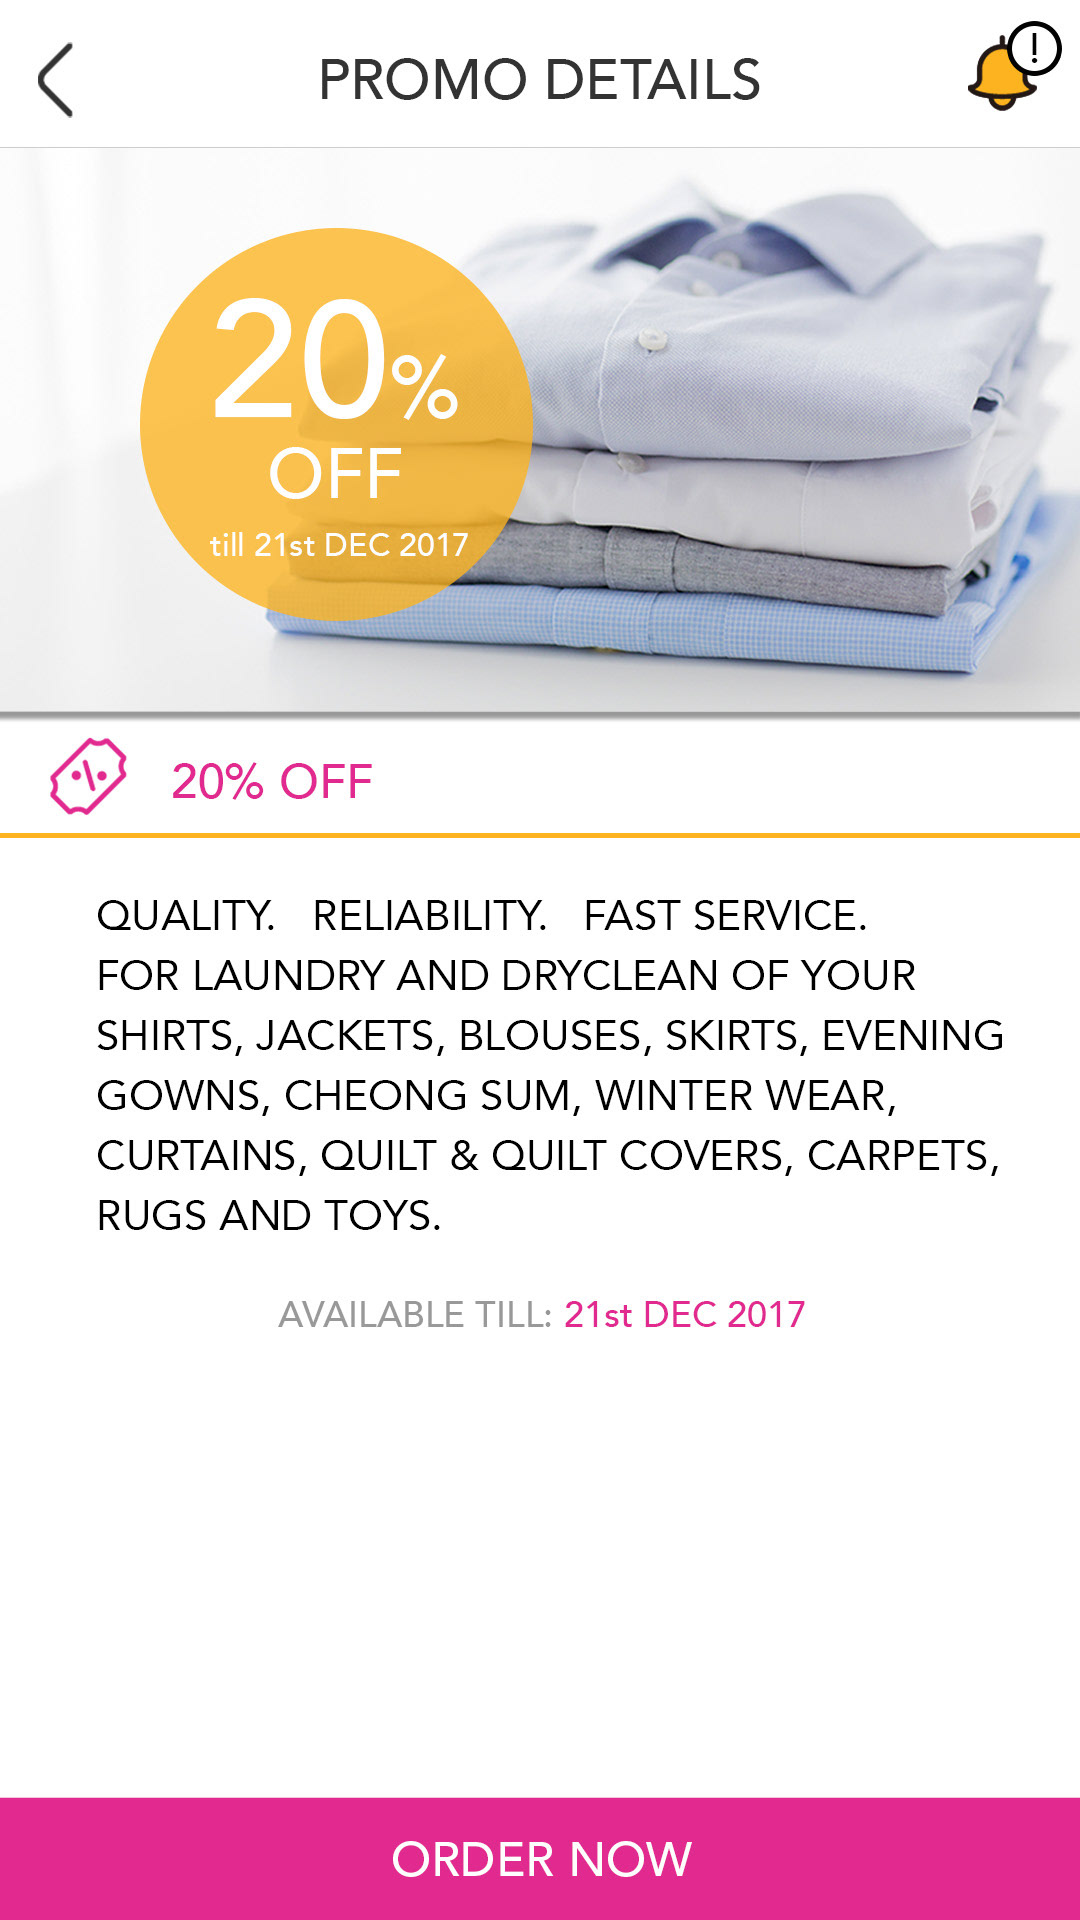 PROMO DETAILS
!
20%
OFF
till 21st DEC 2017
% 20% OFF
QUALITY. RELIABILITY. FAST SERVICE.
FOR LAUNDRY AND DRYCLEAN OF YOUR
SHIRTS, JACKETS, BLOUSES, SKIRTS, EVENING
GOWNS, CHEONG SUM, WINTER WEAR,
CURTAINS, QUILT & QUILT COVERS, CARPETS,
RUGS AND TOYS.
AVAILABLE TILL: 21st DEC 2017
ORDER NOW